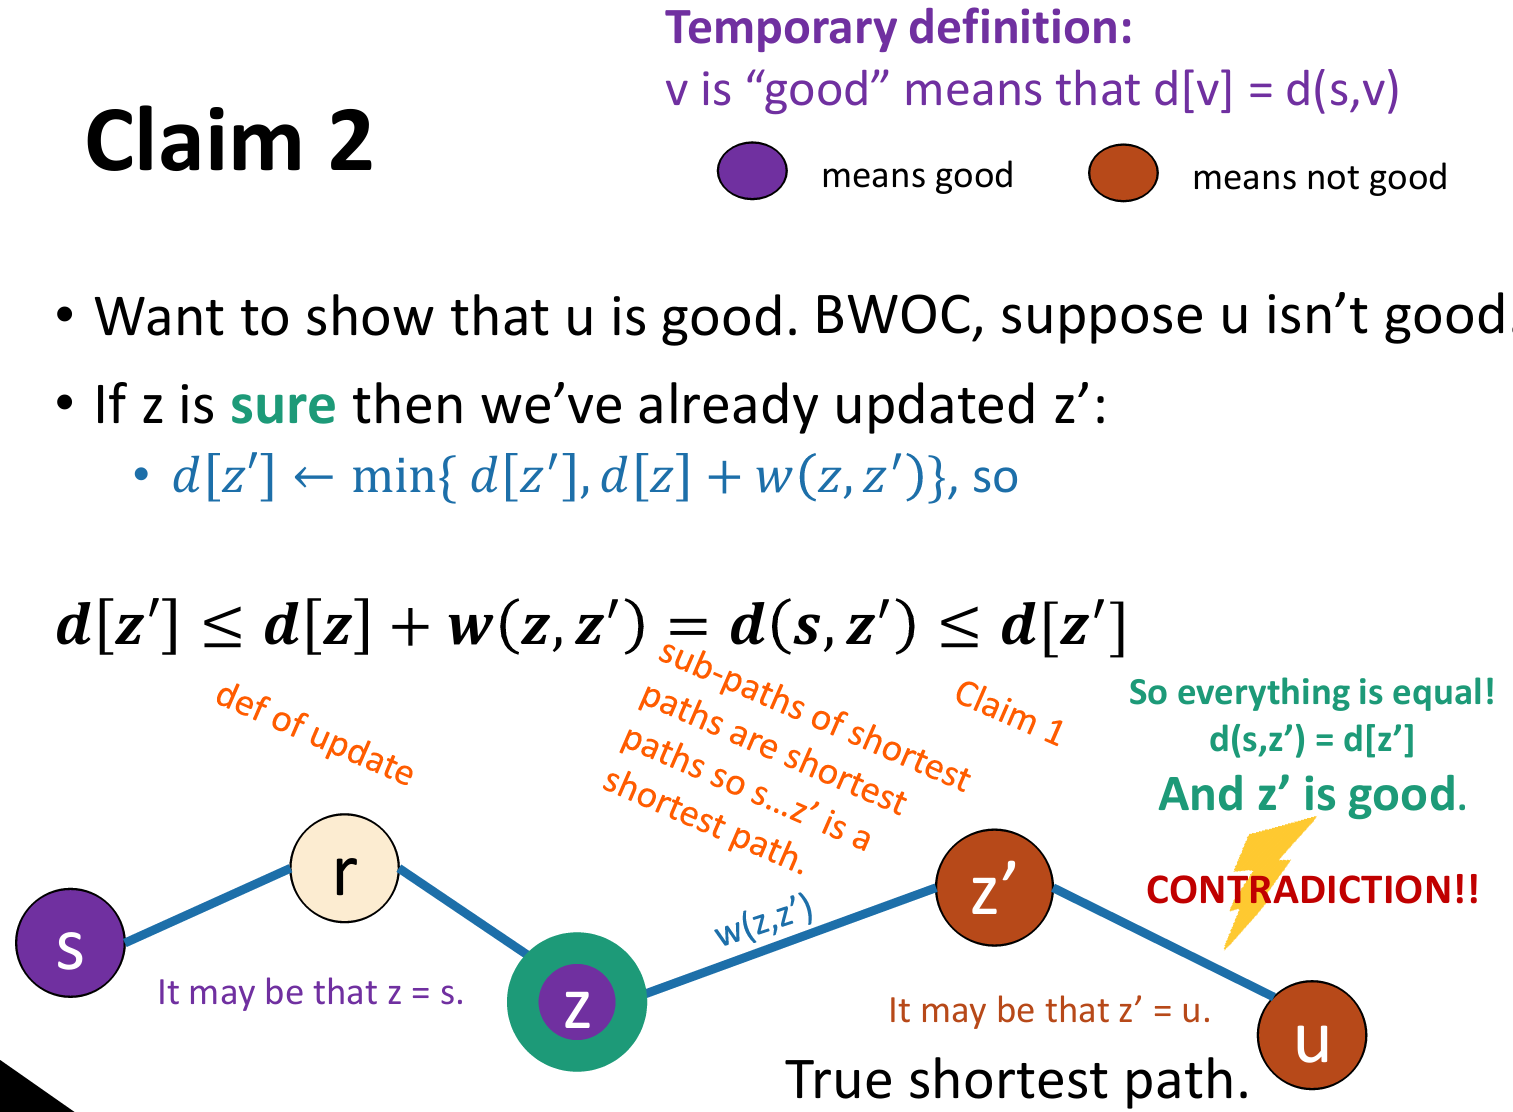 Temporary definition:
v is “good” means that d[v] = d(s,v)
Claim 2
means good
means not good
• Want to show that u is good. BWOC, suppose u isn’t good.
• If z is sure then we’ve already updated z’:
• d[z′] ← min{ d[z′], d[z] + w(z, z′)}, so
d[z′] ≤ d[z] + w(z, z′) = d(s, z′) ≤ d[z′]
def of update
sub-paths of shortest
paths are shortest
paths so s...z’ is a
shortest path.
Claim 1
So everything is equal!
d(s,z’) = d[z’]
And z’ is good.
CONTRADICTION!!
s
r
z
w(z,z’)
z’
u
It may be that z = s.
It may be that z’ = u.
True shortest path.